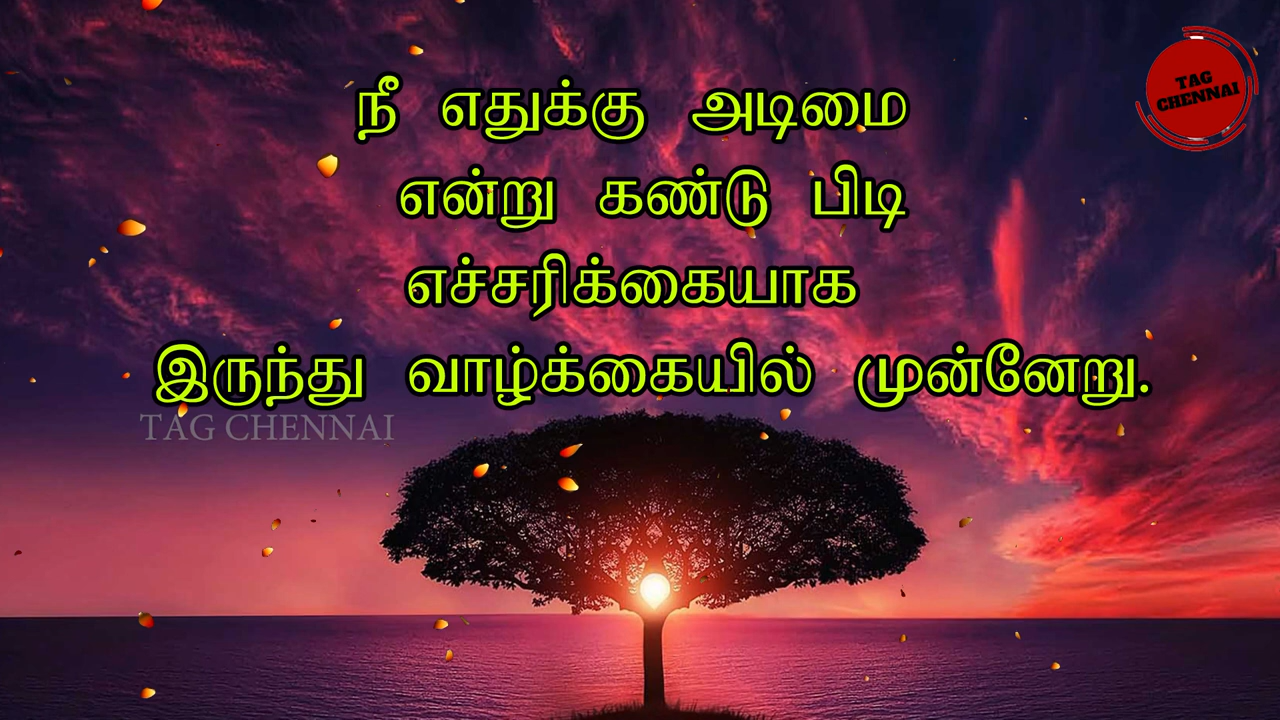 TAG
CHENNAI
நீ எதுக்கு அடிமை
என்று கண்டு பிடி
எச்சரிக்கையாக
இருந்து வாழ்க்கையில் முன்னேறு.
TAG CHENNAI